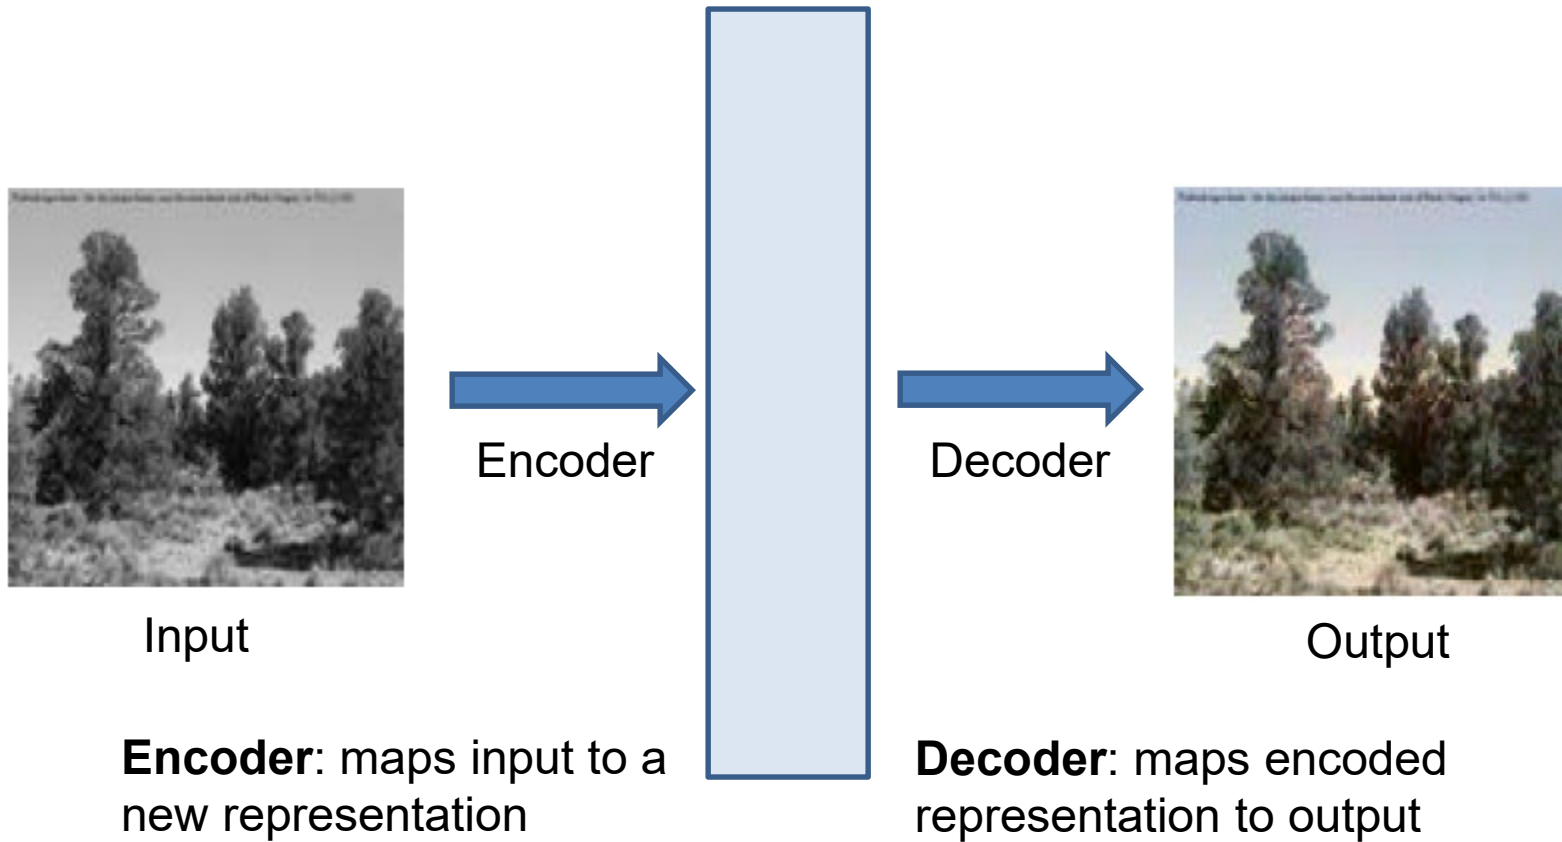 Encoder
Decoder
Input
Output
Encoder: maps input to a
new representation
Decoder: maps encoded
representation to output